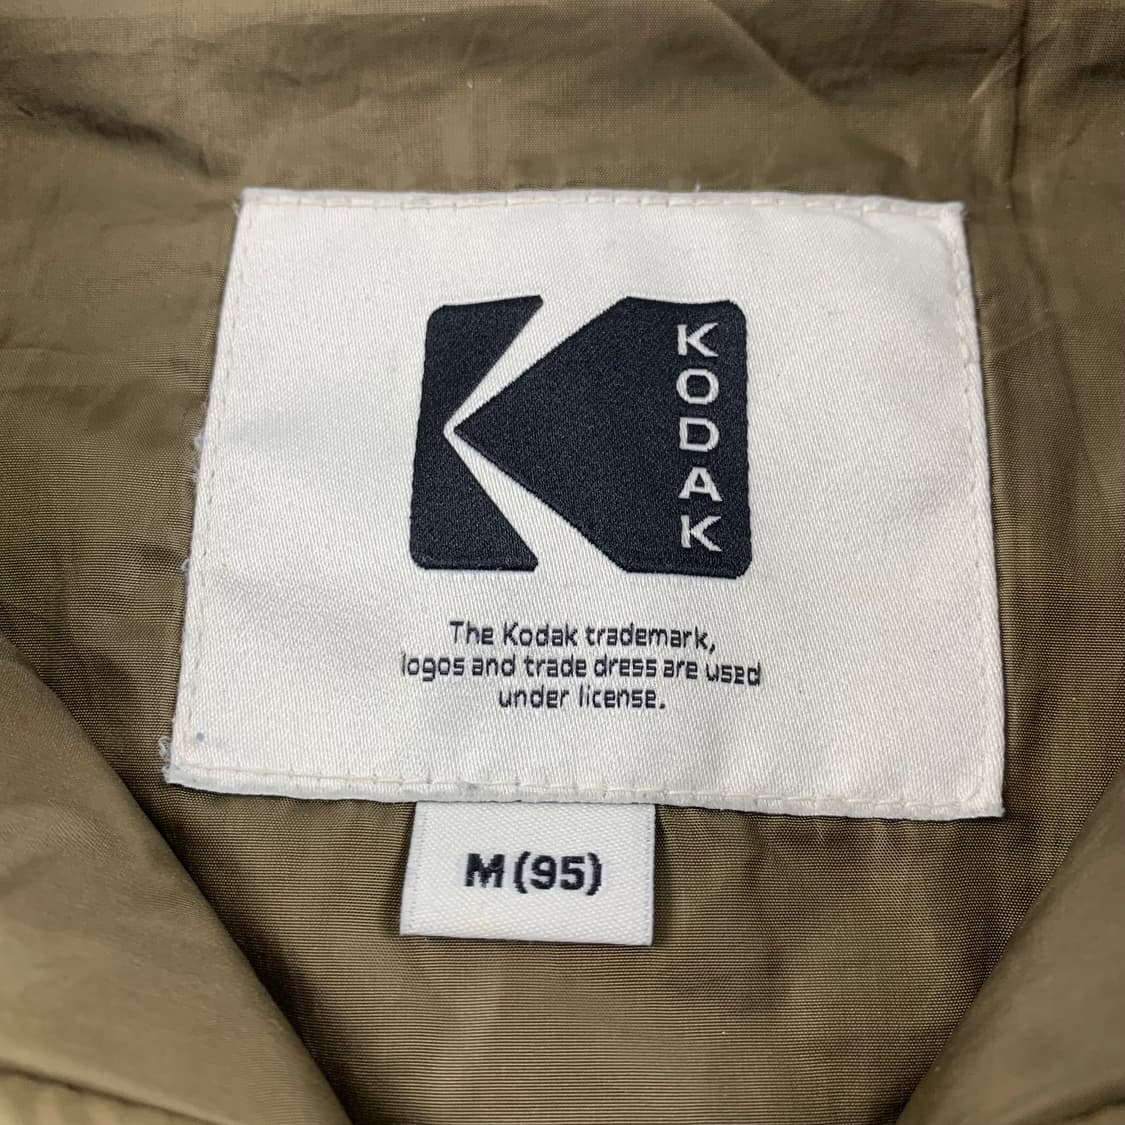 KODAK
The Kodak trademark,
logos and trade dress are used
under license.
M (95)